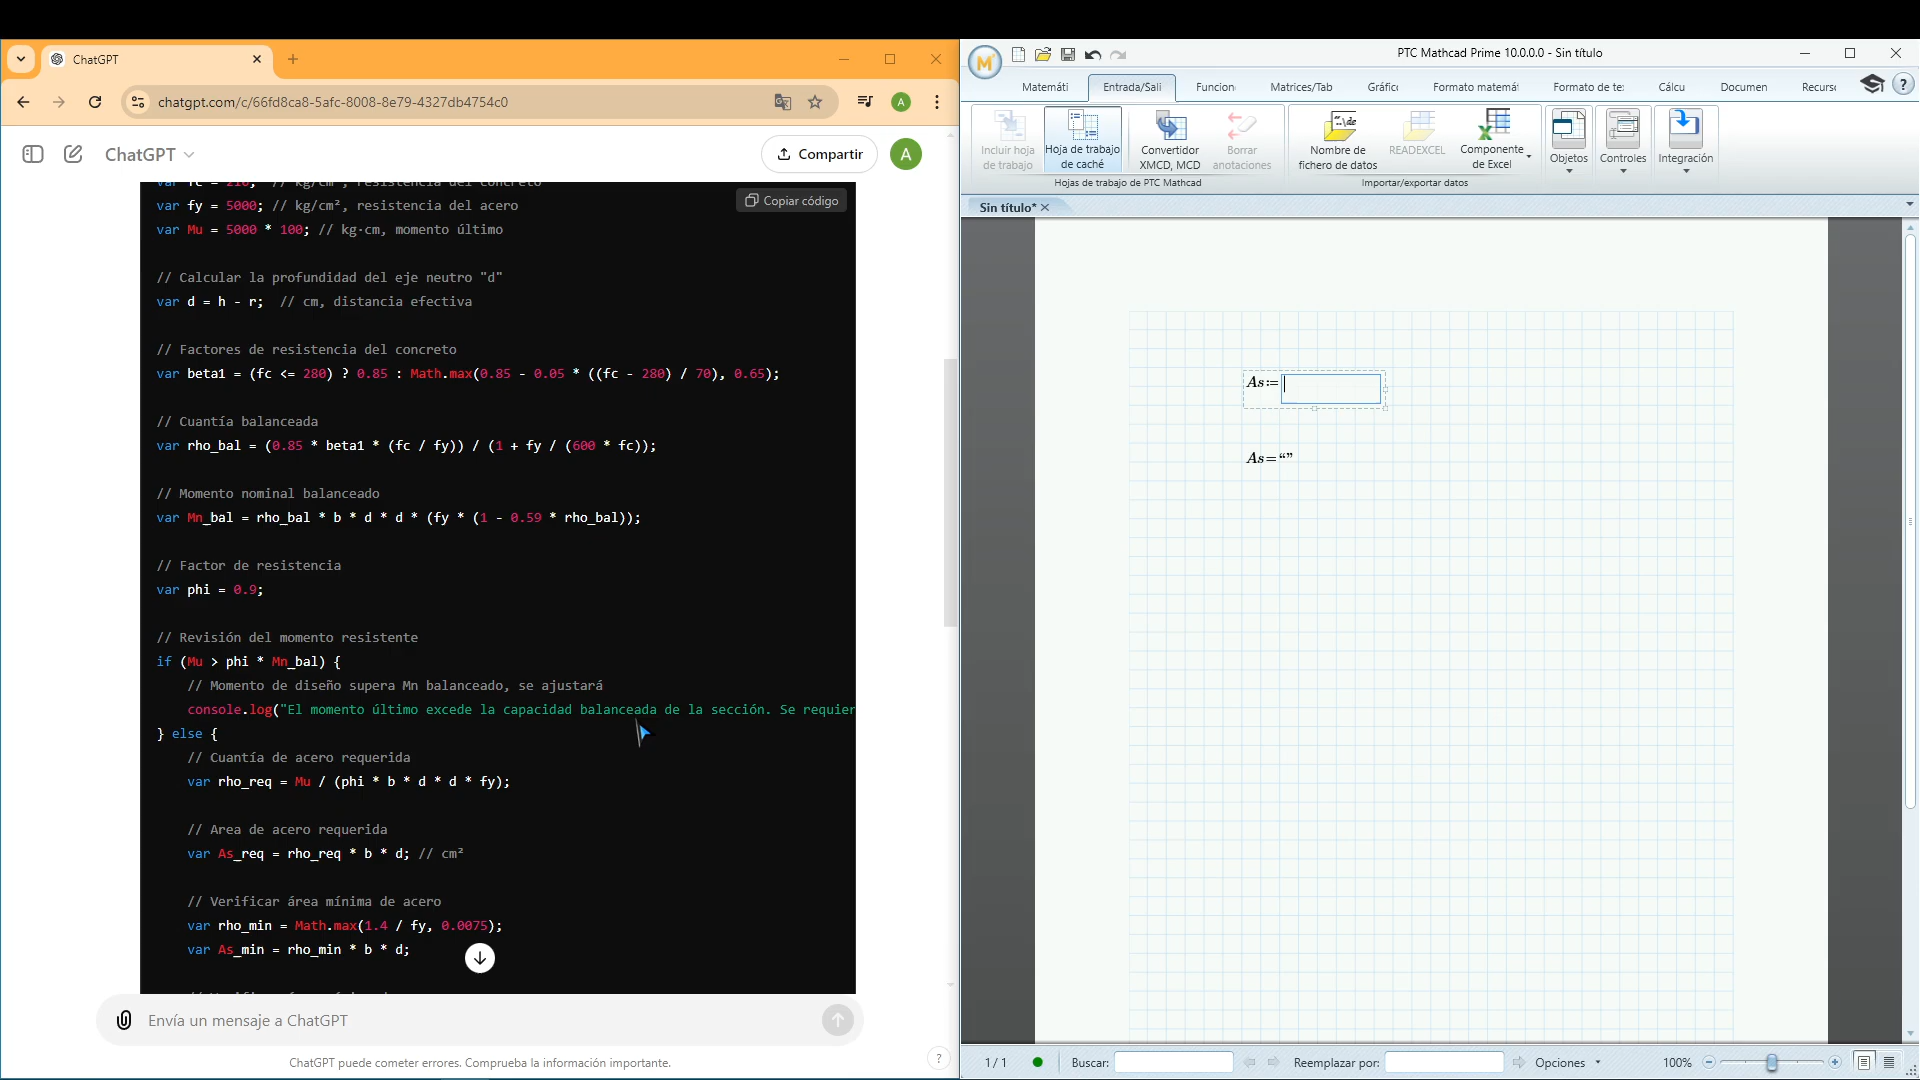 ChatGPT
chatgpt.com/c/66fd8ca8-5afc-8008-8e79-4327db4754c0
A
ChatGPT
Compartir
A
var fc = 210; // kg/cm², resistencia del concreto
Copiar código
var fy = 5000; // kg/cm², resistencia del acero
var Mu = 5000 * 100; // kg·cm, momento último
// Calcular la profundidad del eje neutro "d"
var d = h - r;  // cm, distancia efectiva
// Factores de resistencia del concreto
var beta1 = (fc <= 280) ? 0.85 : Math.max(0.85 - 0.05 * ((fc - 280) / 70), 0.65);
// Cuantía balanceada
var rho_bal = (0.85 * beta1 * (fc / fy)) / (1 + fy / (600 * fc));
// Momento nominal balanceado
var Mn_bal = rho_bal * b * d * d * (fy * (1 - 0.59 * rho_bal));
// Factor de resistencia
var phi = 0.9;
// Revisión del momento resistente
if (Mu > phi * Mn_bal) {
// Momento de diseño supera Mn balanceado, se ajustará
console.log("El momento último excede la capacidad balanceada de la sección. Se requier
} else {
// Cuantía de acero requerida
var rho_req = Mu / (phi * b * d * d * fy);
// Area de acero requerida
var As_req = rho_req * b * d; // cm²
// Verificar área mínima de acero
var rho_min = Math.max(1.4 / fy, 0.0075);
var As_min = rho_min * b * d;
Envía un mensaje a ChatGPT
ChatGPT puede cometer errores. Comprueba la información importante.
?
M
PTC Mathcad Prime 10.0.0.0 - Sin título
Matemáti
Entrada/Sali
Funcion
Matrices/Tab
Gráfic
Formato matemá
Formato de te
Cálcu
Documen
Recurs
?
Incluir hoja
de trabajo
Hoja de trabajo
de caché
Convertidor
XMCD, MCD
Borrar
anotaciones
Nombre de
fichero de datos
READEXCEL
Componente
de Excel
Objetos
Controles
Integración
Hojas de trabajo de PTC Mathcad
Importar/exportar datos
Sin título*
As:=
As=“”
1 / 1
Buscar:
Reemplazar por:
Opciones
100%